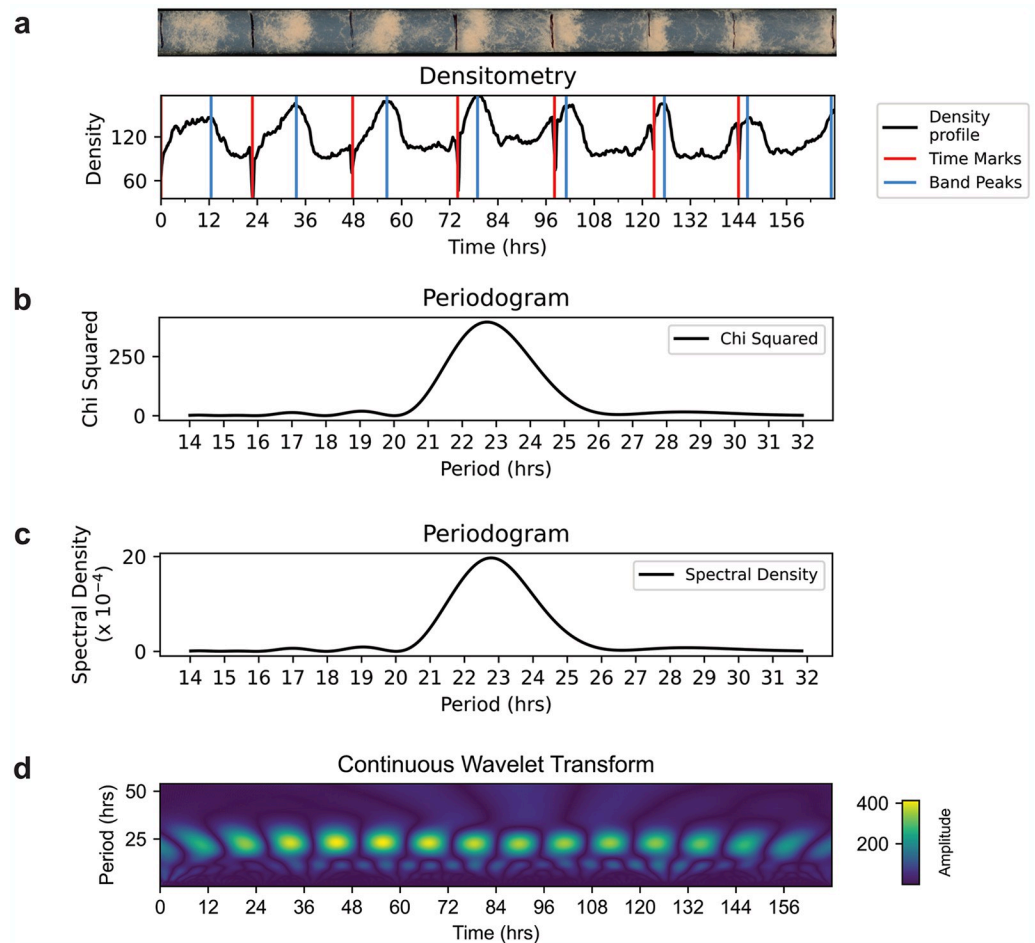 a
Densitometry
Density
120
60
0 12 24 36 48 60 72 84 96 108 120 132 144 156
Time (hrs)
Density
profile
Time Marks
Band Peaks
b
Periodogram
Chi Squared
250
0
Chi Squared
14 15 16 17 18 19 20 21 22 23 24 25 26 27 28 29 30 31 32
Period (hrs)
c
Periodogram
Spectral Density
(x 10⁻⁴)
20
0
Spectral Density
14 15 16 17 18 19 20 21 22 23 24 25 26 27 28 29 30 31 32
Period (hrs)
d
Continuous Wavelet Transform
Period (hrs)
50
25
0 12 24 36 48 60 72 84 96 108 120 132 144 156
Time (hrs)
400
200
Amplitude